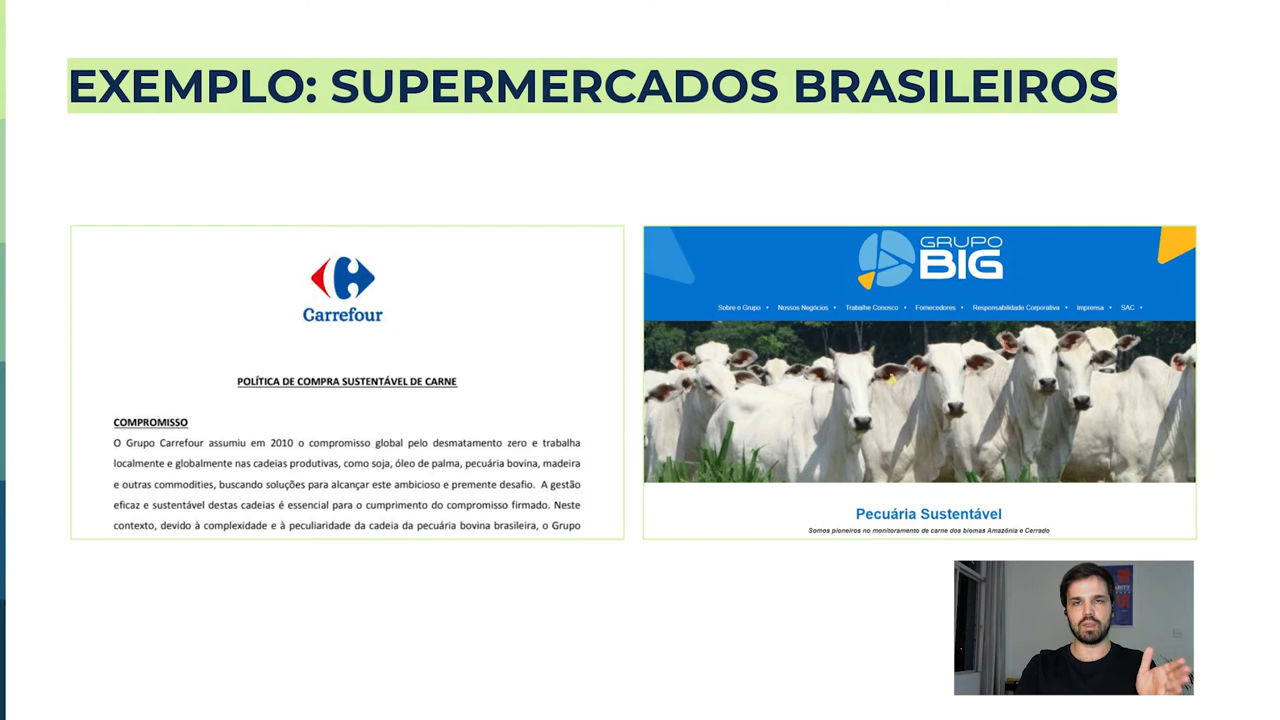 EXEMPLO: SUPERMERCADOS BRASILEIROS
Carrefour
POLÍTICA DE COMPRA SUSTENTÁVEL DE CARNE
COMPROMISSO
O Grupo Carrefour assumiu em 2010 o compromisso global pelo desmatamento zero e trabalha
localmente e globalmente nas cadeias produtivas, como soja, óleo de palma, pecuária bovina, madeira
e outras commodities, buscando soluções para alcançar este ambicioso e premente desafio. A gestão
eficaz e sustentável destas cadeias é essencial para o cumprimento do compromisso firmado. Neste
contexto, devido à complexidade e à peculiaridade da cadeia da pecuária bovina brasileira, o Grupo
GRUPO
BIG
Sobre o Grupo Nossos Negócios Trabalhe Conosco Fornecedores Responsabilidade Corporativa Imprensa SAC
Pecuária Sustentável
Somos pioneiros no monitoramento de carne dos biomas Amazônia e Cerrado